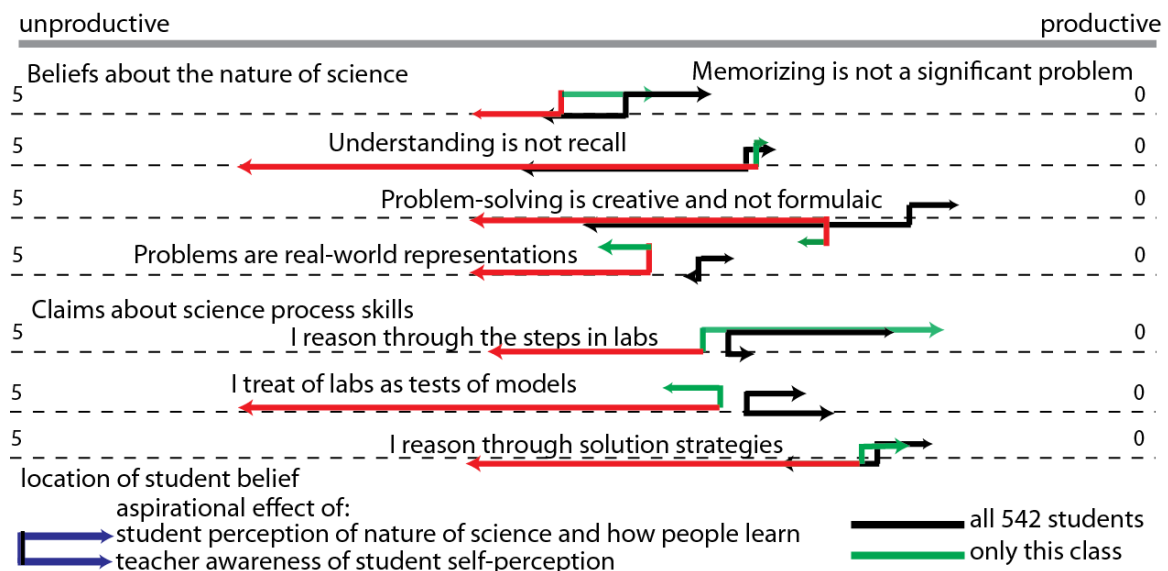 unproductive productive
Beliefs about the nature of science Memorizing is not a significant problem
5 0
Understanding is not recall
5 0
Problem-solving is creative and not formulaic
5 0
Problems are real-world representations
5 0
Claims about science process skills
I reason through the steps in labs
5 0
I treat of labs as tests of models
5 0
I reason through solution strategies
5 0
location of student belief
aspirational effect of:
student perception of nature of science and how people learn
teacher awareness of student self-perception
all 542 students
only this class